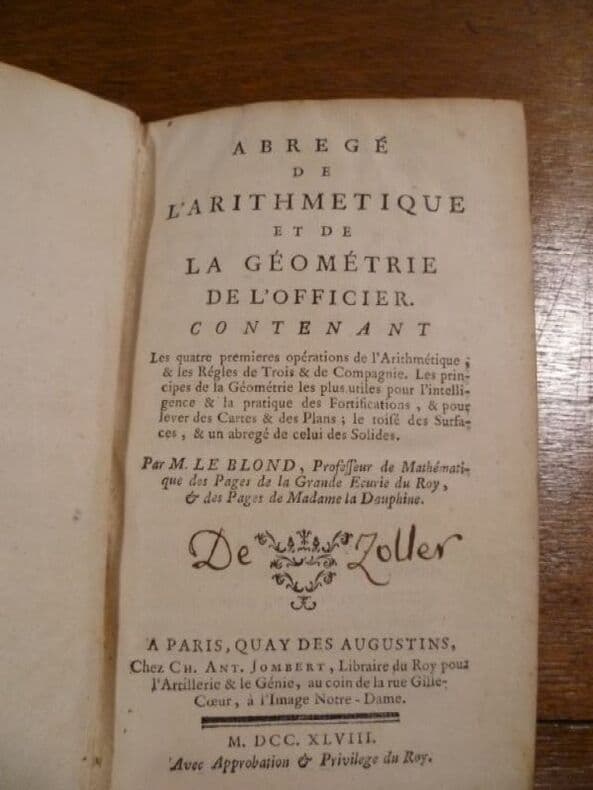 ABREGÉ
DE
L'ARITHMETIQUE
ET DE
LA GÉOMÉTRIE
DE L'OFFICIER.
CONTENANT
Les quatre premieres opérations de l'Arithmétique ;
& les Régles de Trois & de Compagnie. Les prin-
cipes de la Géométrie les plus utiles pour l'intelli-
gence & la pratique des Fortifications, & pour
lever des Cartes & des Plans ; le toisé des Surfa-
ces, & un abregé de celui des Solides.
Par M. LE BLOND, Professeur de Mathémati-
que des Pages de la Grande Ecurie du Roy,
& des Pages de Madame la Dauphine.
De Zoller
A PARIS, QUAY DES AUGUSTINS,
Chez CH. ANT. JOMBERT, Libraire du Roy pour
l'Artillerie & le Génie, au coin de la rue Gille-
Cœur, à l'Image Notre-Dame.
M. DCC. XLVIII.
Avec Approbation & Privilege du Roy.